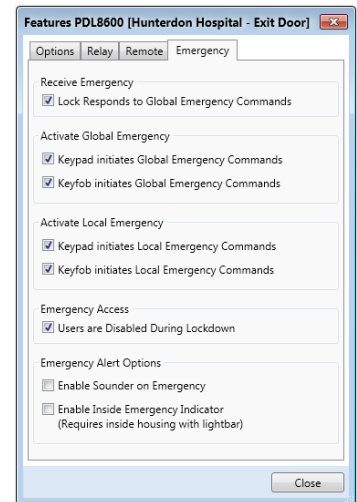 Features PDL8600 [Hunterdon Hospital - Exit Door]
Options Relay Remote Emergency
Receive Emergency
Lock Responds to Global Emergency Commands
Activate Global Emergency
Keypad initiates Global Emergency Commands
Keyfob initiates Global Emergency Commands
Activate Local Emergency
Keypad initiates Local Emergency Commands
Keyfob initiates Local Emergency Commands
Emergency Access
Users are Disabled During Lockdown
Emergency Alert Options
Enable Sounder on Emergency
Enable Inside Emergency Indicator
(Requires inside housing with lightbar)
Close